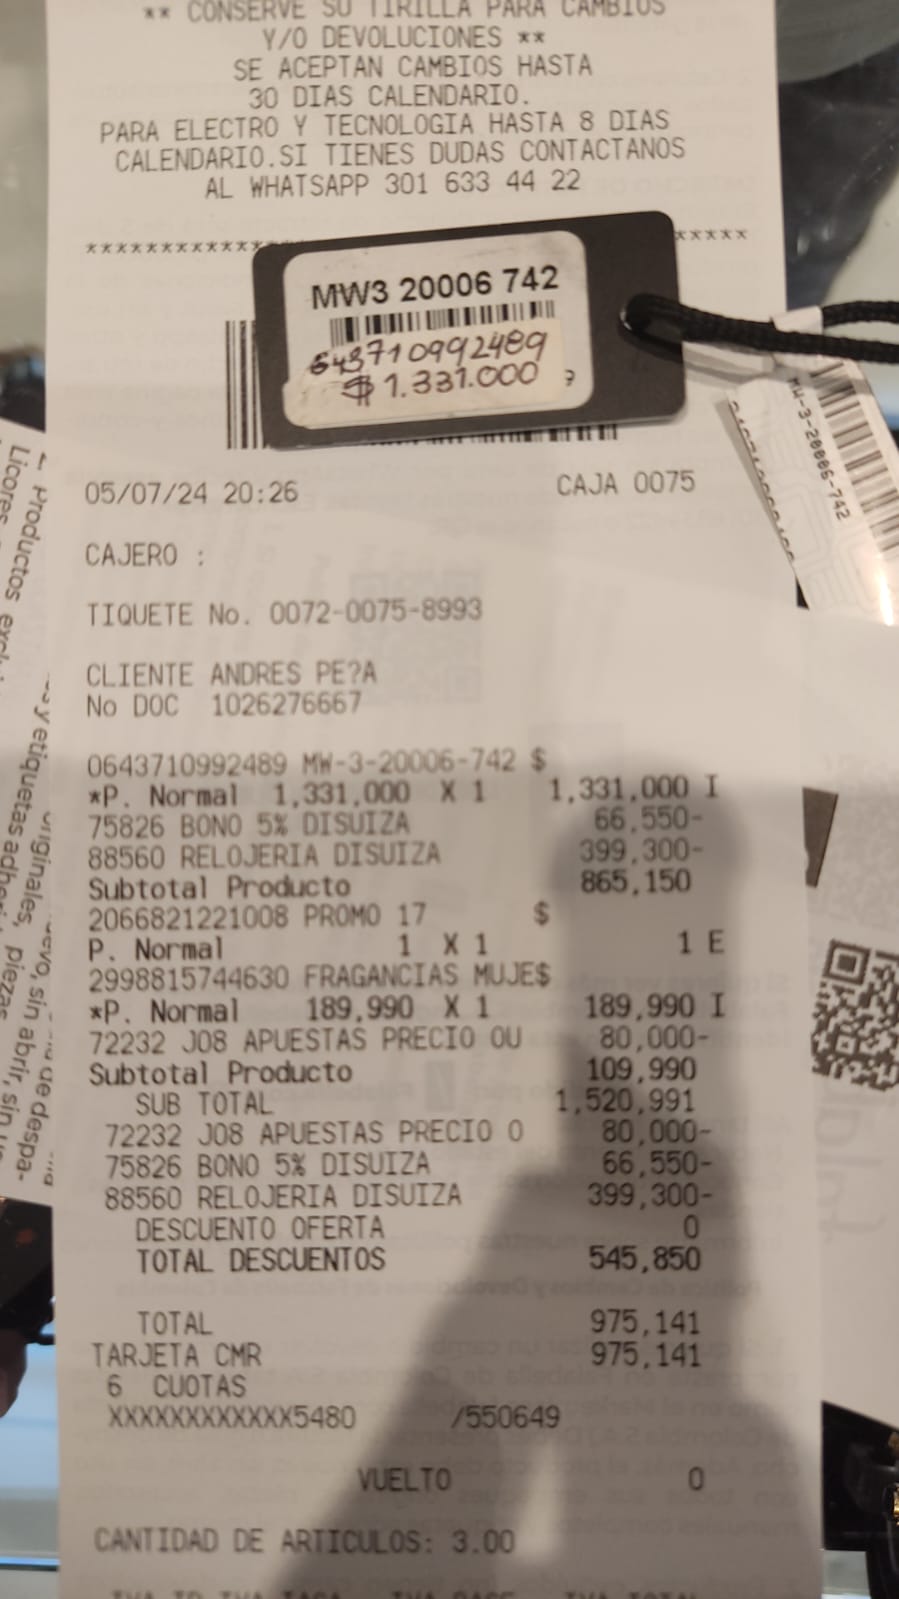 ** CONSERVE SU TIRILLA PARA CAMBIOS
Y/O DEVOLUCIONES **
SE ACEPTAN CAMBIOS HASTA
30 DIAS CALENDARIO.
PARA ELECTRO Y TECNOLOGIA HASTA 8 DIAS
CALENDARIO.SI TIENES DUDAS CONTACTANOS
AL WHATSAPP 301 633 44 22
MW3 20006 742
643710992489
$ 1.331.000
MW-3-20006-742
05/07/24 20:26 CAJA 0075
CAJERO :
TIQUETE No. 0072-0075-8993
CLIENTE ANDRES PE?A
No DOC 1026276667
0643710992489 MW-3-20006-742 $
*P. Normal 1,331,000 X 1 1,331,000 I
75826 BONO 5% DISUIZA 66,550-
88560 RELOJERIA DISUIZA 399,300-
Subtotal Producto 865,150
2066821221008 PROMO 17 $
P. Normal 1 X 1 1 E
2998815744630 FRAGANCIAS MUJE$
*P. Normal 189,990 X 1 189,990 I
72232 J08 APUESTAS PRECIO OU 80,000-
Subtotal Producto 109,990
SUB TOTAL 1,520,991
72232 J08 APUESTAS PRECIO O 80,000-
75826 BONO 5% DISUIZA 66,550-
88560 RELOJERIA DISUIZA 399,300-
DESCUENTO OFERTA 0
TOTAL DESCUENTOS 545,850
TOTAL 975,141
TARJETA CMR 975,141
6 CUOTAS
XXXXXXXXXXXX5480 /550649
VUELTO 0
CANTIDAD DE ARTICULOS: 3.00